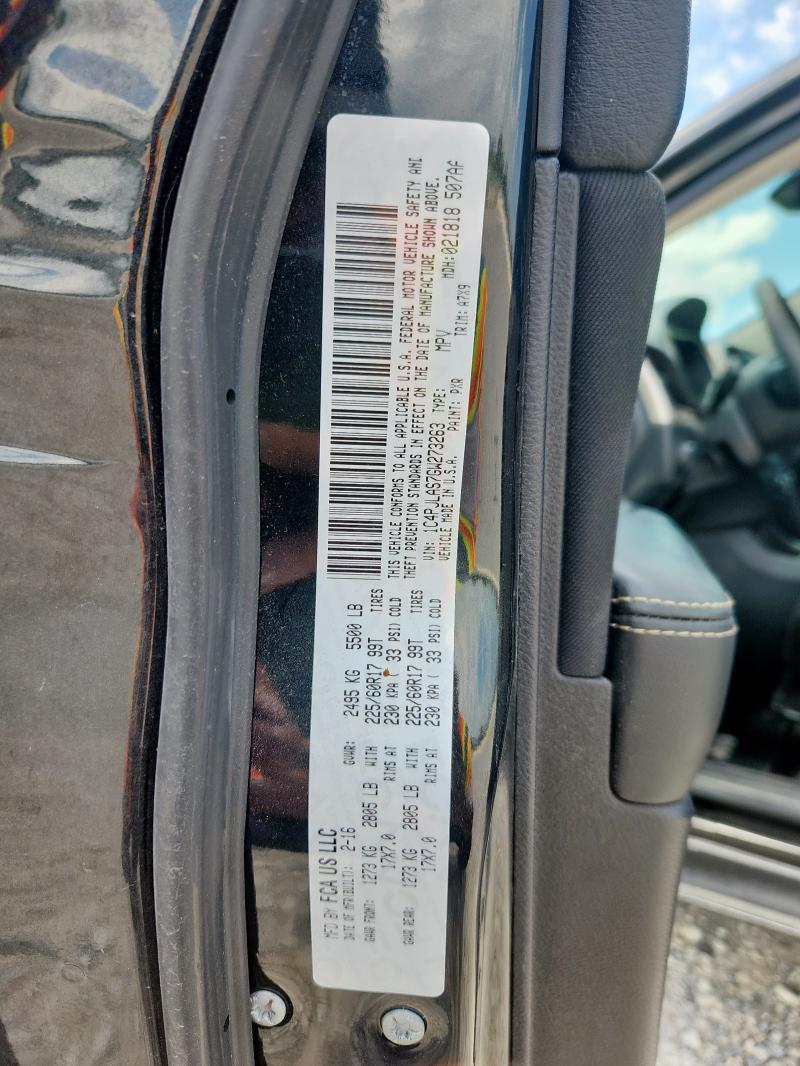 MFD BY FCA US LLC
DATE OF MFR(BUILT): 2-16 GVWR: 2495 KG 5500 LB
GAWR FRONT: 1273 KG 2805 LB WITH 225/60R17 99T TIRES
17X7.0 RIMS AT 230 KPA ( 33 PSI) COLD
GAWR REAR: 1273 KG 2805 LB WITH 225/60R17 99T TIRES
17X7.0 RIMS AT 230 KPA ( 33 PSI) COLD
THIS VEHICLE CONFORMS TO ALL APPLICABLE U.S.A. FEDERAL MOTOR VEHICLE SAFETY AND
THEFT PREVENTION STANDARDS IN EFFECT ON THE DATE OF MANUFACTURE SHOWN ABOVE.
VIN: 1C4PJLAS7GW273263 TYPE: MPV MDH:021818 507AF
VEHICLE MADE IN U.S.A. PAINT: PXR TRIM: A7X9